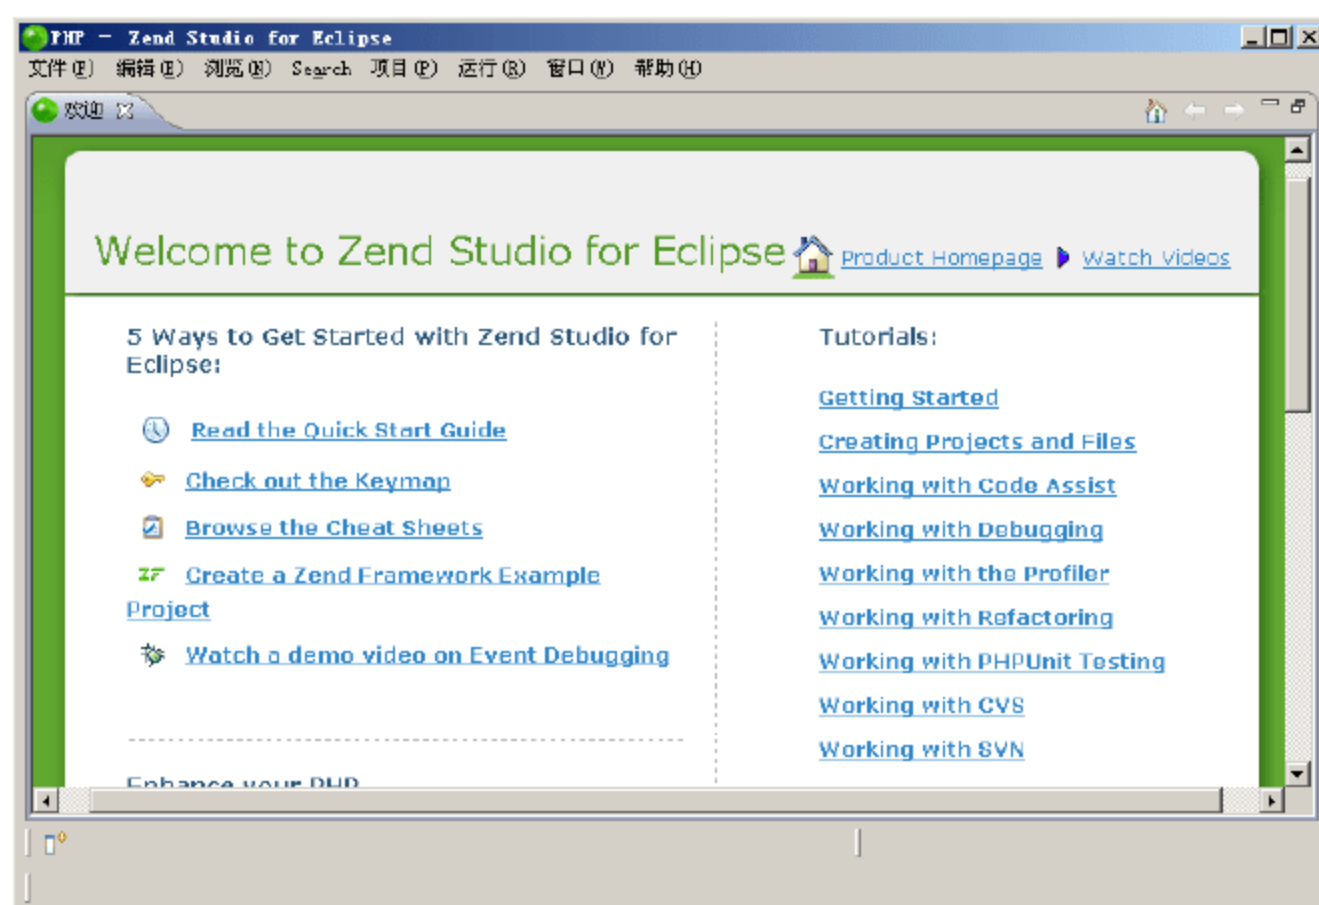 PHP - Zend Studio for Eclipse
文件(F) 编辑(E) 浏览(N) Search 项目(P) 运行(R) 窗口(W) 帮助(H)
欢迎
Welcome to Zend Studio for Eclipse Product Homepage Watch Videos
5 Ways to Get Started with Zend Studio for
Eclipse:
Read the Quick Start Guide
Check out the Keymap
Browse the Cheat Sheets
ZF Create a Zend Framework Example
Project
Watch a demo video on Event Debugging
Enhance your PHP
Tutorials:
Getting Started
Creating Projects and Files
Working with Code Assist
Working with Debugging
Working with the Profiler
Working with Refactoring
Working with PHPUnit Testing
Working with CVS
Working with SVN